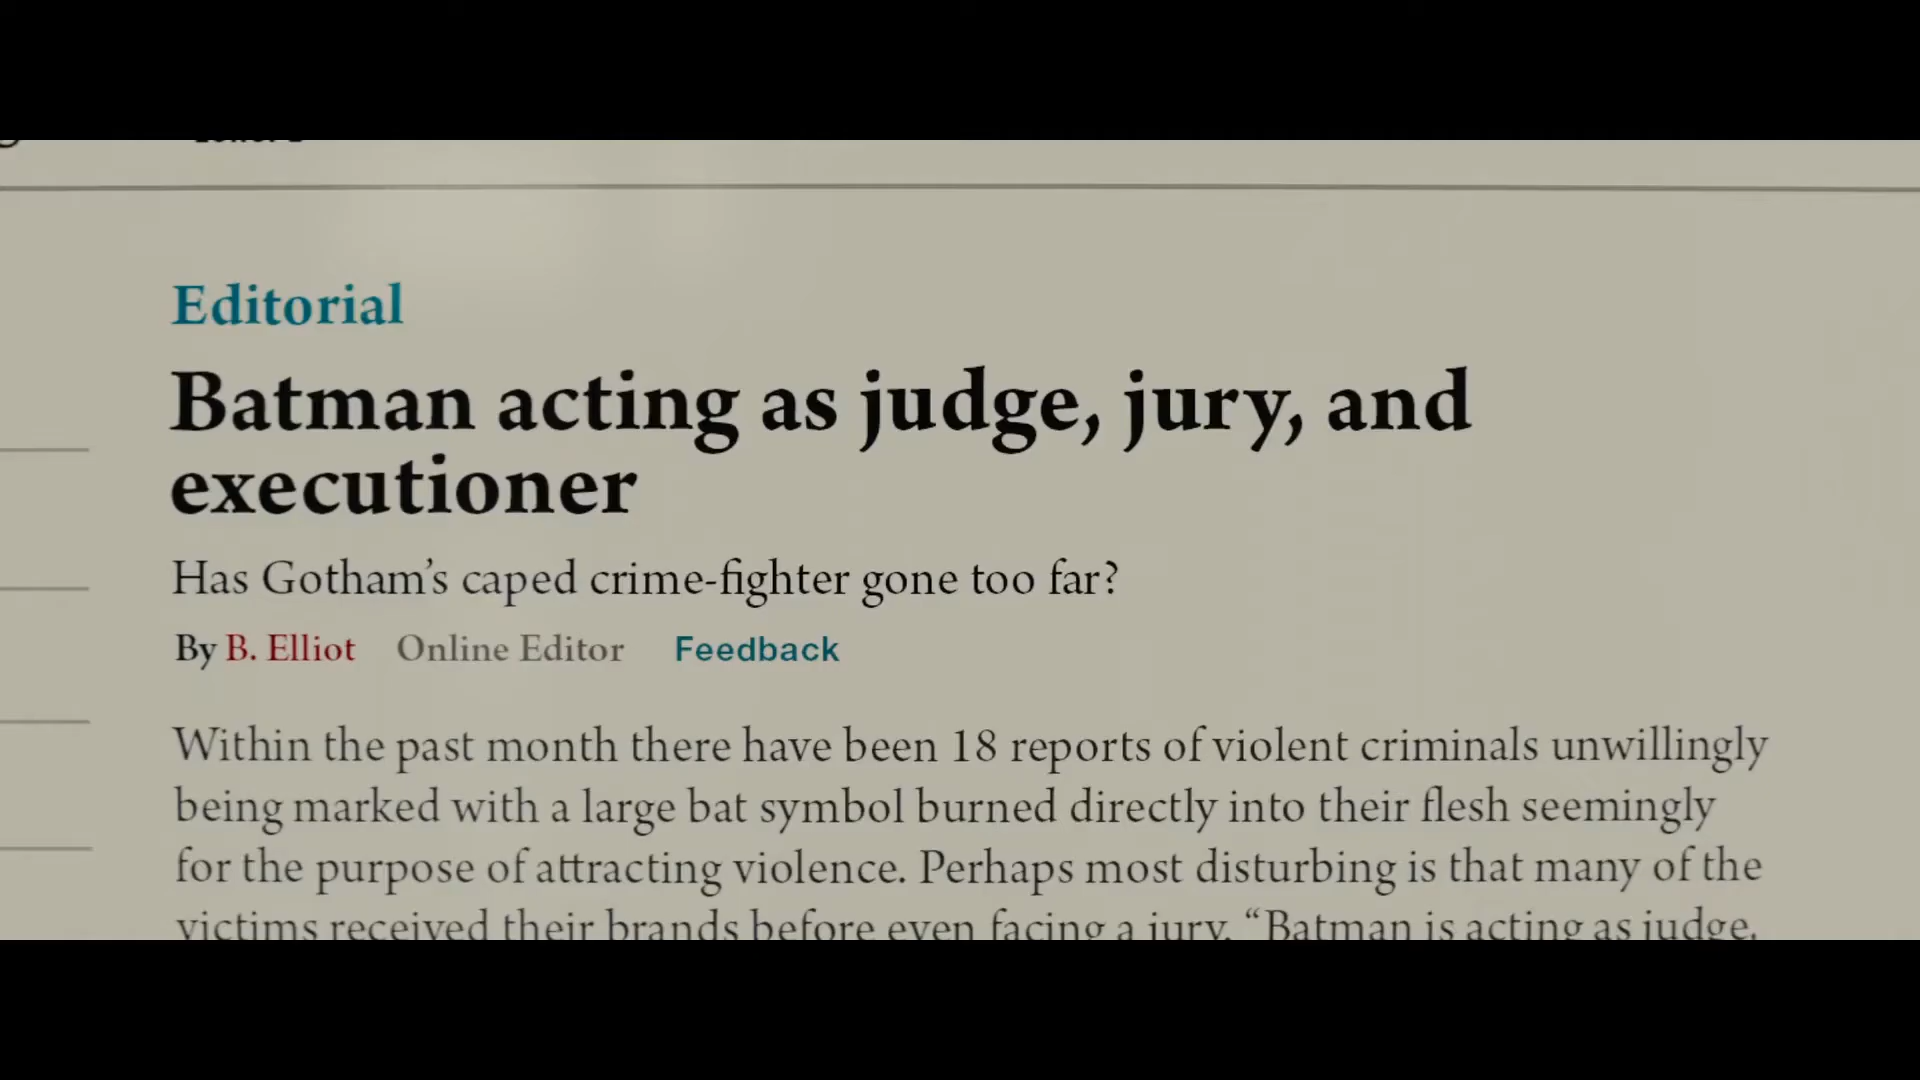 Editorial
Batman acting as judge, jury, and
executioner
Has Gotham’s caped crime-fighter gone too far?
By B. Elliot Online Editor Feedback
Within the past month there have been 18 reports of violent criminals unwillingly
being marked with a large bat symbol burned directly into their flesh seemingly
for the purpose of attracting violence. Perhaps most disturbing is that many of the
victims received their brands before even facing a jury. “Batman is acting as judge,